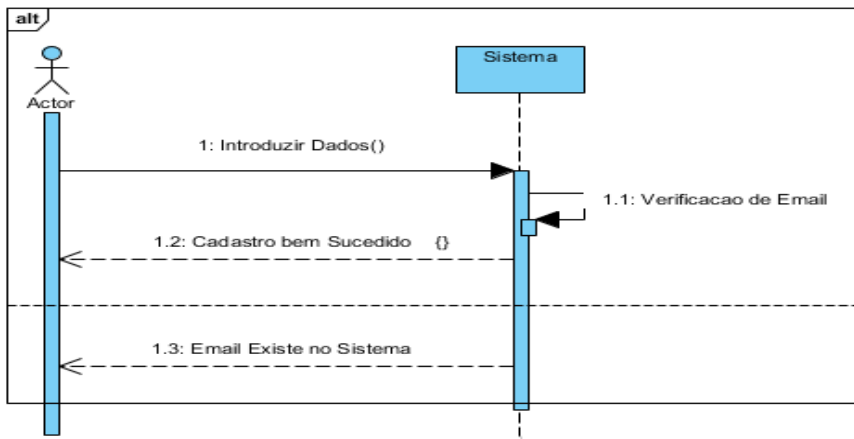 alt
Sistema
Actor
1: Introduzir Dados()
1.1: Verificacao de Email
1.2: Cadastro bem Sucedido {}
1.3: Email Existe no Sistema